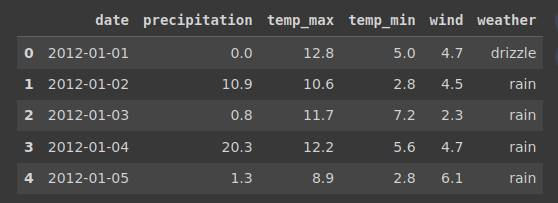 date precipitation temp_max temp_min wind weather
0 2012-01-01 0.0 12.8 5.0 4.7 drizzle
1 2012-01-02 10.9 10.6 2.8 4.5 rain
2 2012-01-03 0.8 11.7 7.2 2.3 rain
3 2012-01-04 20.3 12.2 5.6 4.7 rain
4 2012-01-05 1.3 8.9 2.8 6.1 rain